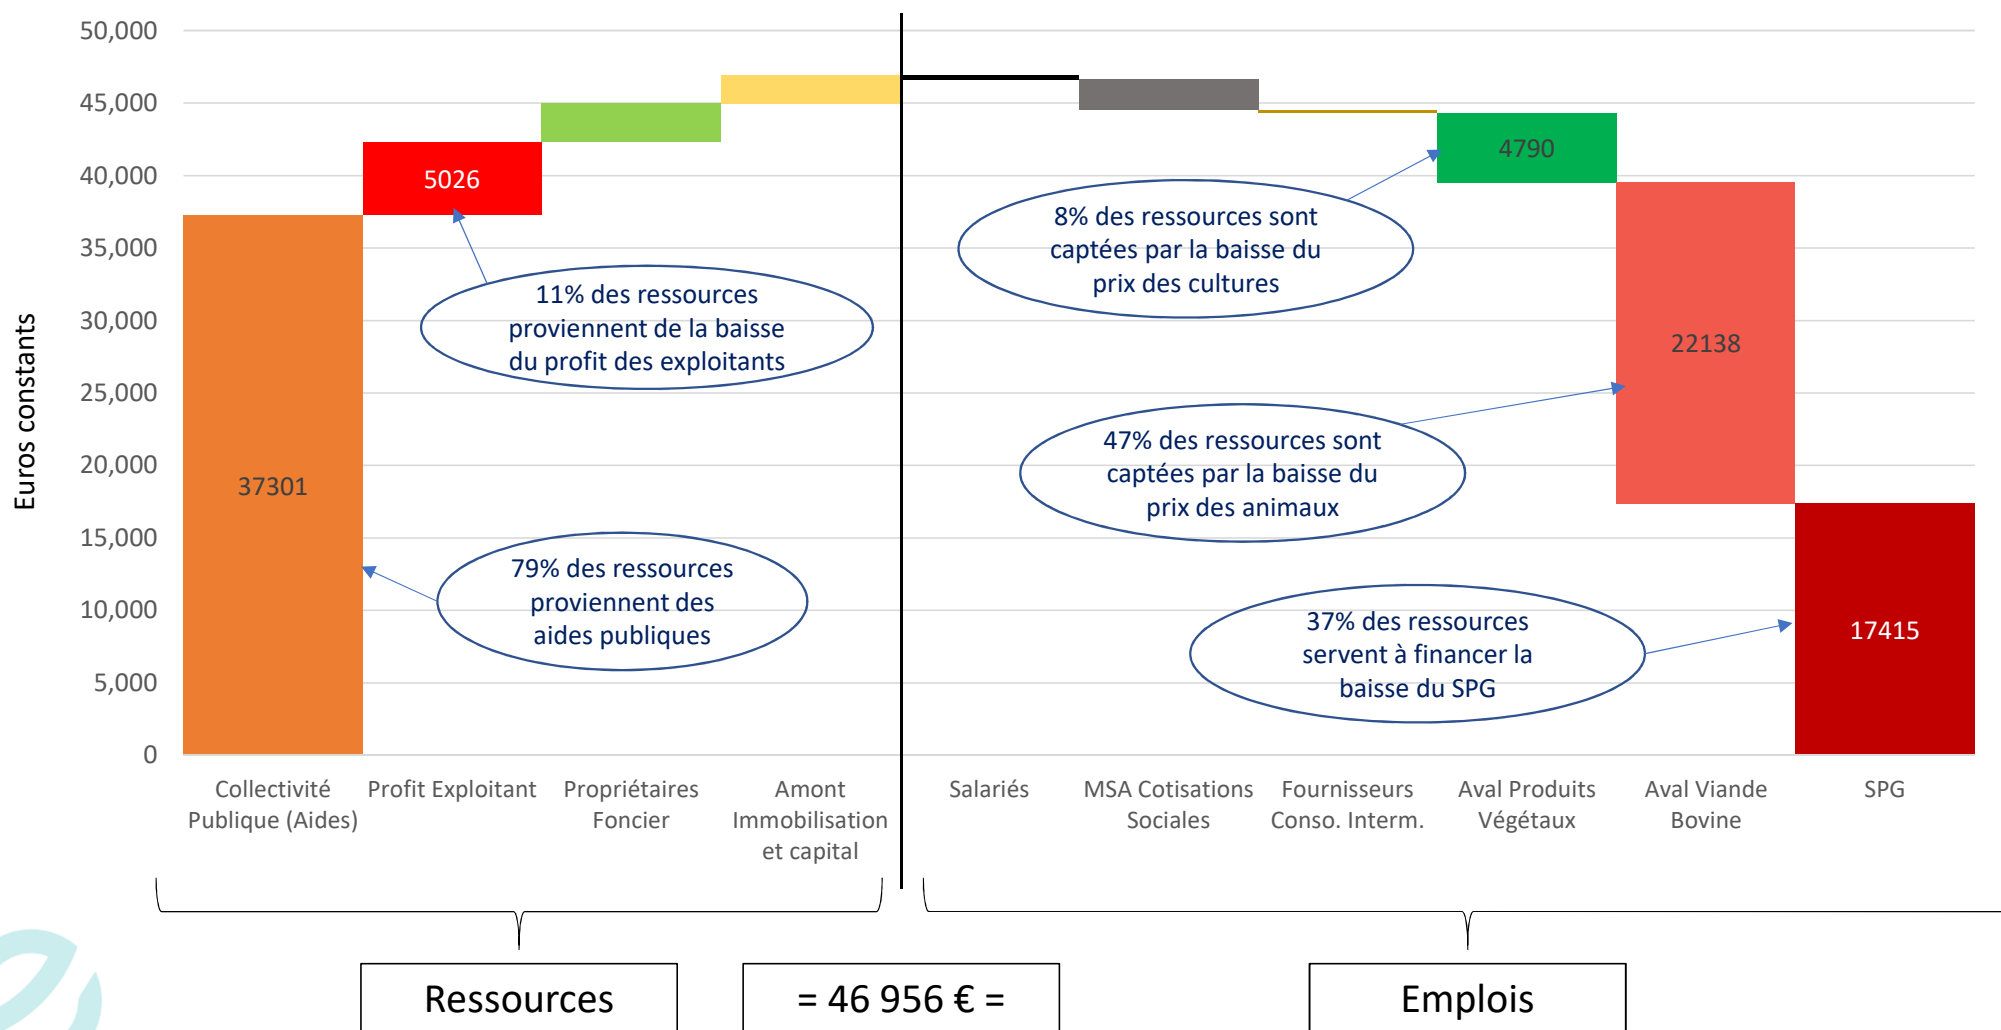 50,000
45,000
40,000
35,000
30,000
25,000
20,000
15,000
10,000
5,000
0
Euros constants
37301
5026
4790
22138
17415
11% des ressources
proviennent de la baisse
du profit des exploitants
79% des ressources
proviennent des
aides publiques
8% des ressources sont
captées par la baisse du
prix des cultures
47% des ressources sont
captées par la baisse du
prix des animaux
37% des ressources
servent à financer la
baisse du SPG
Collectivité
Publique (Aides)
Profit Exploitant
Propriétaires
Foncier
Amont
Immobilisation
et capital
Salariés
MSA Cotisations
Sociales
Fournisseurs
Conso. Interm.
Aval Produits
Végétaux
Aval Viande
Bovine
SPG
Ressources
= 46 956 € =
Emplois